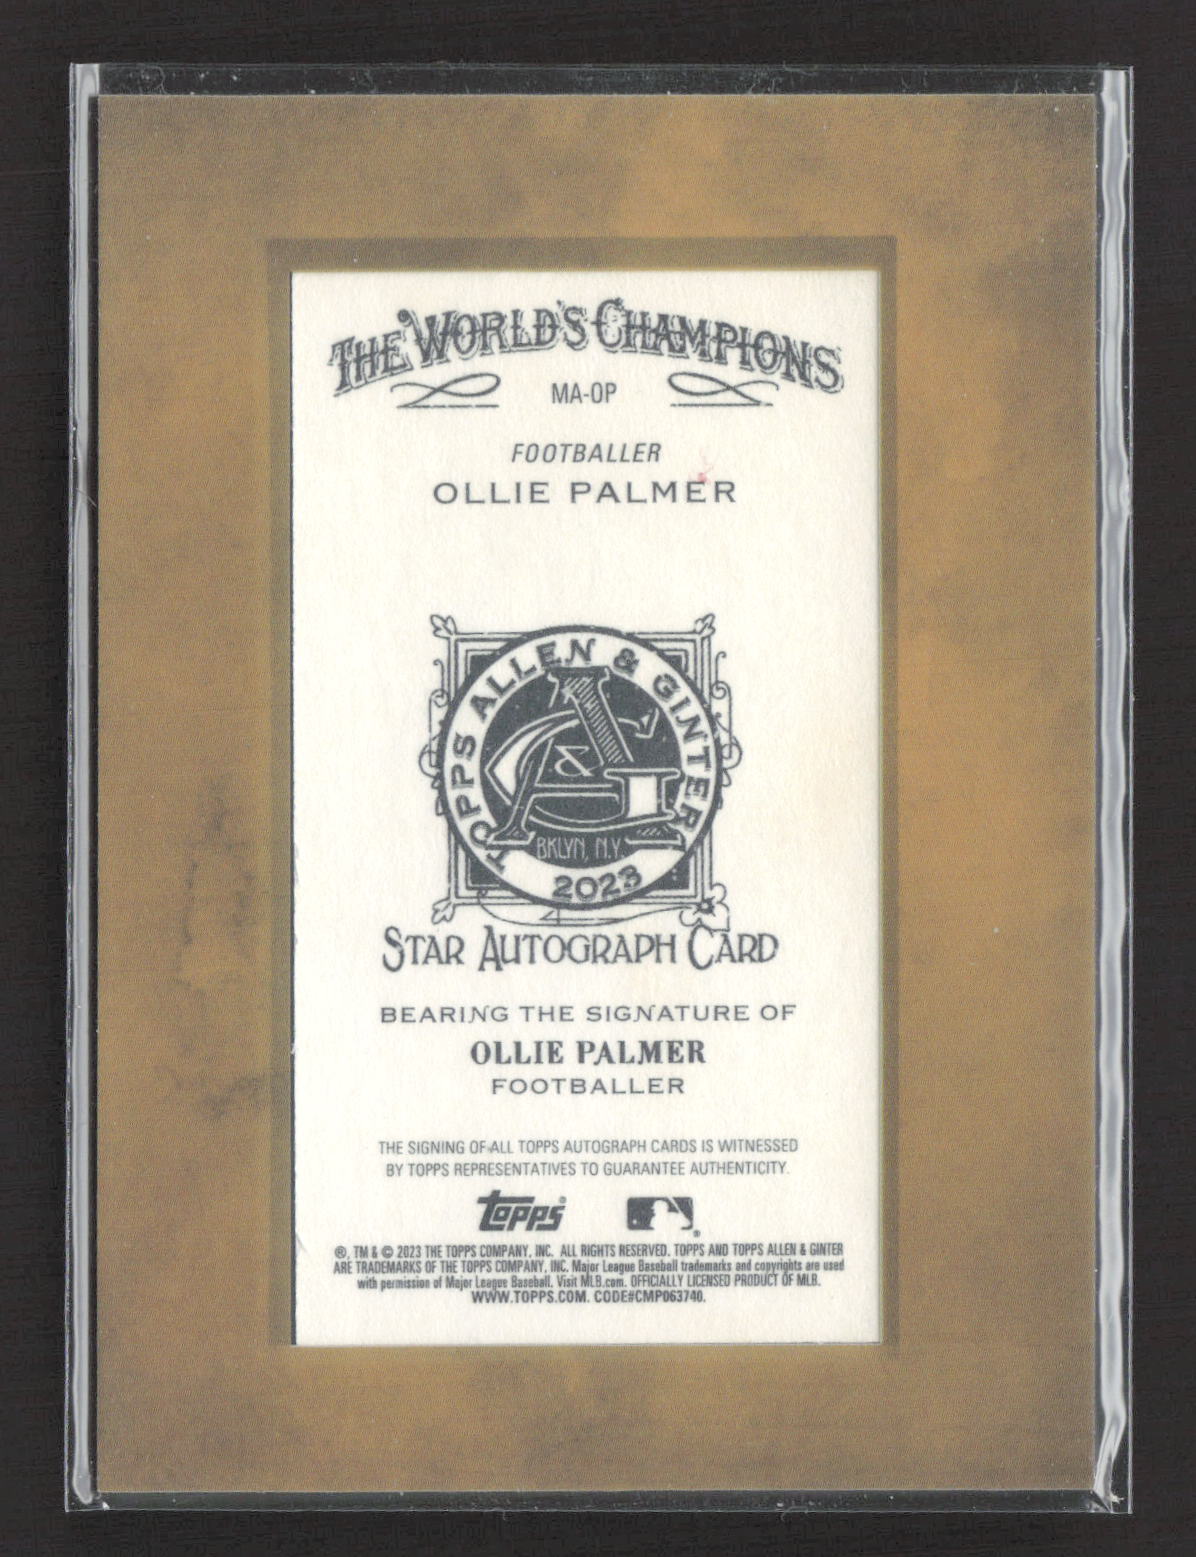 THE WORLD'S CHAMPIONS
MA-OP
FOOTBALLER
OLLIE PALMER
TOPPS ALLEN & GINTER
A&G
BKLYN, N.Y.
2023
STAR AUTOGRAPH CARD
BEARING THE SIGNATURE OF
OLLIE PALMER
FOOTBALLER
THE SIGNING OF ALL TOPPS AUTOGRAPH CARDS IS WITNESSED
BY TOPPS REPRESENTATIVES TO GUARANTEE AUTHENTICITY.
topps®
®, TM & © 2023 THE TOPPS COMPANY, INC. ALL RIGHTS RESERVED. TOPPS AND TOPPS ALLEN & GINTER
ARE TRADEMARKS OF THE TOPPS COMPANY, INC. Major League Baseball trademarks and copyrights are used
with permission of Major League Baseball. Visit MLB.com. OFFICIALLY LICENSED PRODUCT OF MLB.
WWW.TOPPS.COM. CODE#CMP063740.